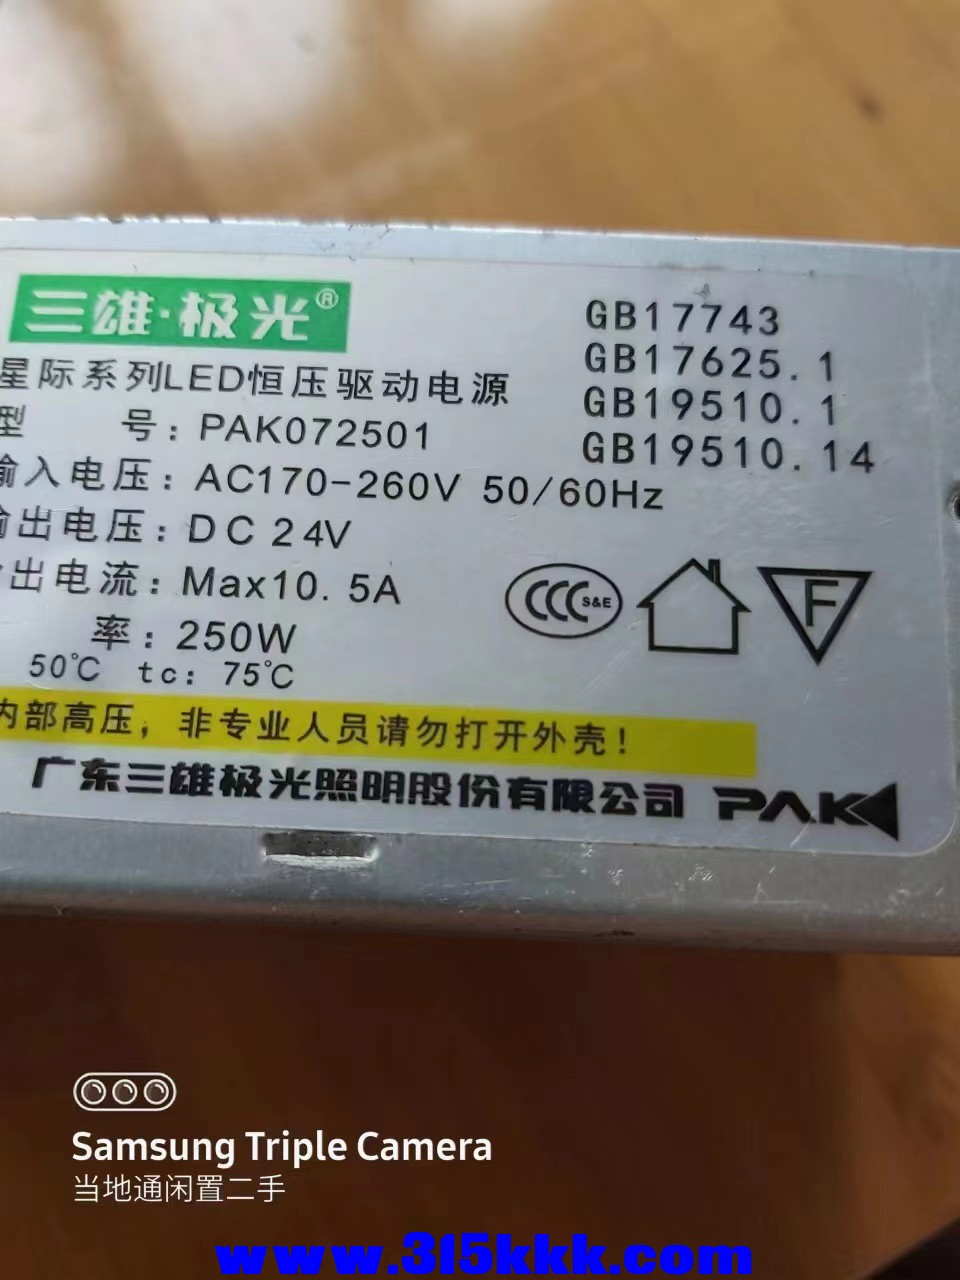 三雄·极光®
星际系列LED恒压驱动电源
型 号: PAK072501
输入电压: AC170-260V 50/60Hz
输出电压: DC 24V
出电流: Max10.5A
率: 250W
50℃ tc: 75℃
GB17743
GB17625.1
GB19510.1
GB19510.14
CCC S&E
F
内部高压，非专业人员请勿打开外壳!
广东三雄极光照明股份有限公司 PAK
Samsung Triple Camera
当地通闲置二手
www.315kkk.com